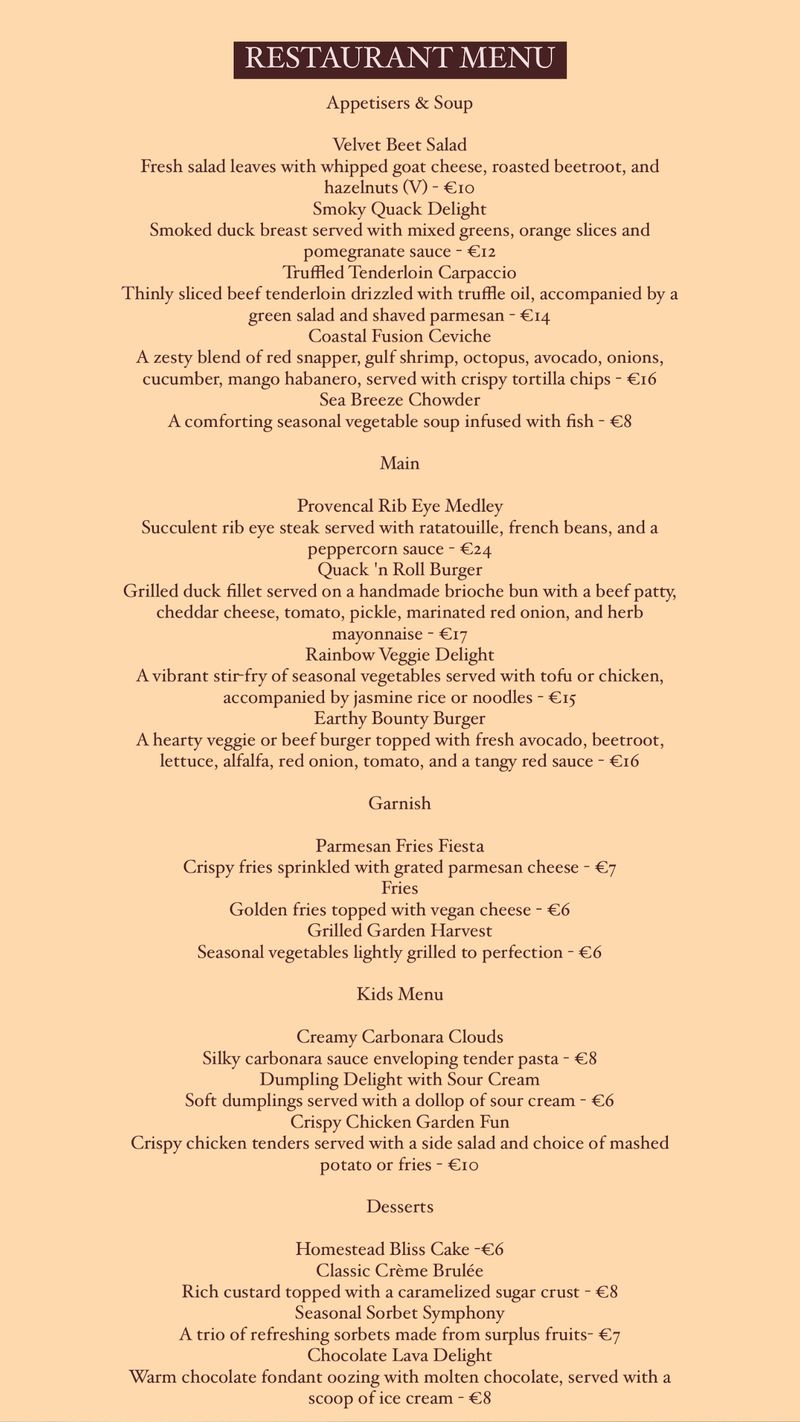 RESTAURANT MENU
Appetisers & Soup
Velvet Beet Salad
Fresh salad leaves with whipped goat cheese, roasted beetroot, and
hazelnuts (V) - €10
Smoky Quack Delight
Smoked duck breast served with mixed greens, orange slices and
pomegranate sauce - €12
Truffled Tenderloin Carpaccio
Thinly sliced beef tenderloin drizzled with truffle oil, accompanied by a
green salad and shaved parmesan - €14
Coastal Fusion Ceviche
A zesty blend of red snapper, gulf shrimp, octopus, avocado, onions,
cucumber, mango habanero, served with crispy tortilla chips - €16
Sea Breeze Chowder
A comforting seasonal vegetable soup infused with fish - €8
Main
Provencal Rib Eye Medley
Succulent rib eye steak served with ratatouille, french beans, and a
peppercorn sauce - €24
Quack 'n Roll Burger
Grilled duck fillet served on a handmade brioche bun with a beef patty,
cheddar cheese, tomato, pickle, marinated red onion, and herb
mayonnaise - €17
Rainbow Veggie Delight
A vibrant stir-fry of seasonal vegetables served with tofu or chicken,
accompanied by jasmine rice or noodles - €15
Earthy Bounty Burger
A hearty veggie or beef burger topped with fresh avocado, beetroot,
lettuce, alfalfa, red onion, tomato, and a tangy red sauce - €16
Garnish
Parmesan Fries Fiesta
Crispy fries sprinkled with grated parmesan cheese - €7
Fries
Golden fries topped with vegan cheese - €6
Grilled Garden Harvest
Seasonal vegetables lightly grilled to perfection - €6
Kids Menu
Creamy Carbonara Clouds
Silky carbonara sauce enveloping tender pasta - €8
Dumpling Delight with Sour Cream
Soft dumplings served with a dollop of sour cream - €6
Crispy Chicken Garden Fun
Crispy chicken tenders served with a side salad and choice of mashed
potato or fries - €10
Desserts
Homestead Bliss Cake -€6
Classic Crème Brulée
Rich custard topped with a caramelized sugar crust - €8
Seasonal Sorbet Symphony
A trio of refreshing sorbets made from surplus fruits- €7
Chocolate Lava Delight
Warm chocolate fondant oozing with molten chocolate, served with a
scoop of ice cream - €8